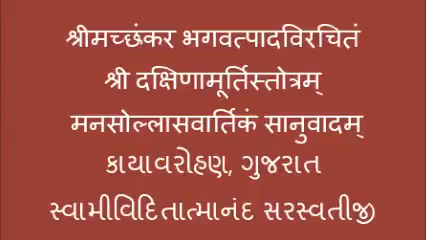 श्रीमच्छंकर भगवत्पादविरचितं
श्री दक्षिणामूर्तिस्तोत्रम्
मनसोल्लासवार्तिकं सानुवादम्
કાયાવરોહણ, ગુજરાત
સ્વામીવિદિતાત્માનંદ સરસ્વતીજી